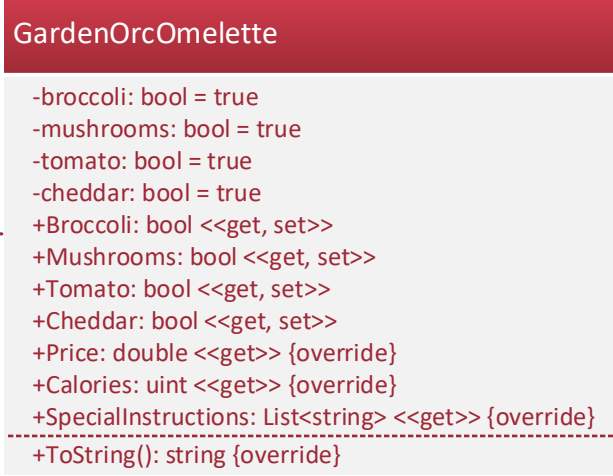 GardenOrcOmelette
-broccoli: bool = true
-mushrooms: bool = true
-tomato: bool = true
-cheddar: bool = true
+Broccoli: bool <<get, set>>
+Mushrooms: bool <<get, set>>
+Tomato: bool <<get, set>>
+Cheddar: bool <<get, set>>
+Price: double <<get>> {override}
+Calories: uint <<get>> {override}
+SpecialInstructions: List<string> <<get>> {override}
+ToString(): string {override}